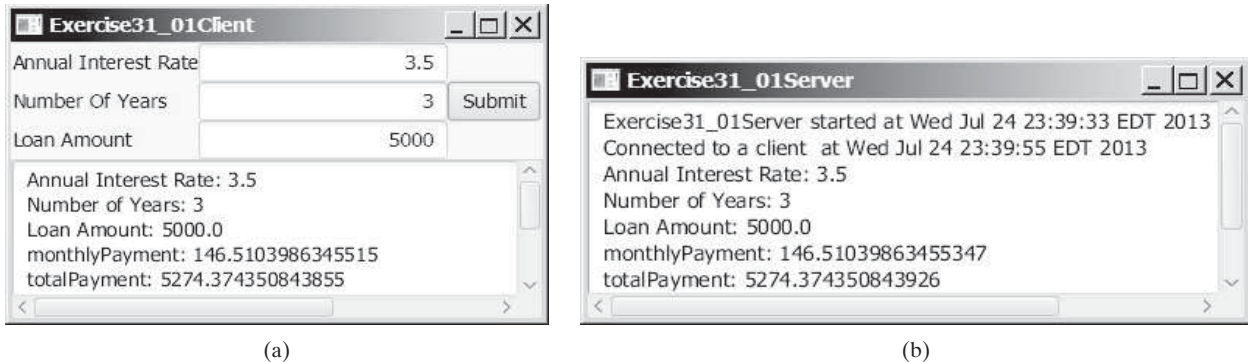 Exercise31_01Client
Annual Interest Rate 3.5
Number Of Years 3 Submit
Loan Amount 5000
Annual Interest Rate: 3.5
Number of Years: 3
Loan Amount: 5000.0
monthlyPayment: 146.5103986345515
totalPayment: 5274.374350843855
(a)
Exercise31_01Server
Exercise31_01Server started at Wed Jul 24 23:39:33 EDT 2013
Connected to a client at Wed Jul 24 23:39:55 EDT 2013
Annual Interest Rate: 3.5
Number of Years: 3
Loan Amount: 5000.0
monthlyPayment: 146.51039863455347
totalPayment: 5274.374350843926
(b)